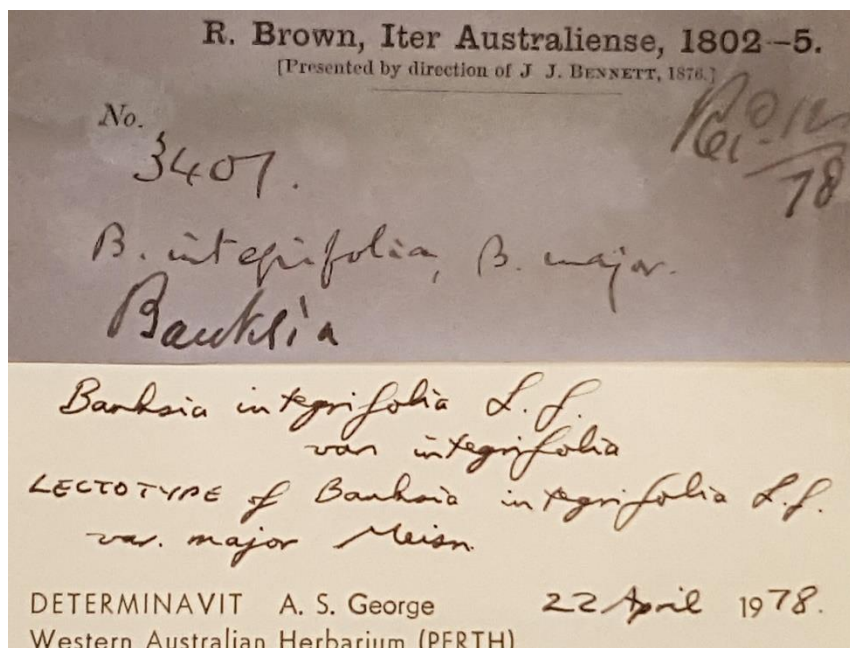 R. Brown, Iter Australiense, 1802–5.
[Presented by direction of J J. BENNETT, 1876.]
No.
3407.
78
B. integrifolia, B. major.
Banksia
Banksia integrifolia L.f.
var integrifolia
LECTOTYPE of Banksia integrifolia L.f.
var. major Meisn.
DETERMINAVIT A. S. George 22 April 1978.
Western Australian Herbarium (PERTH)